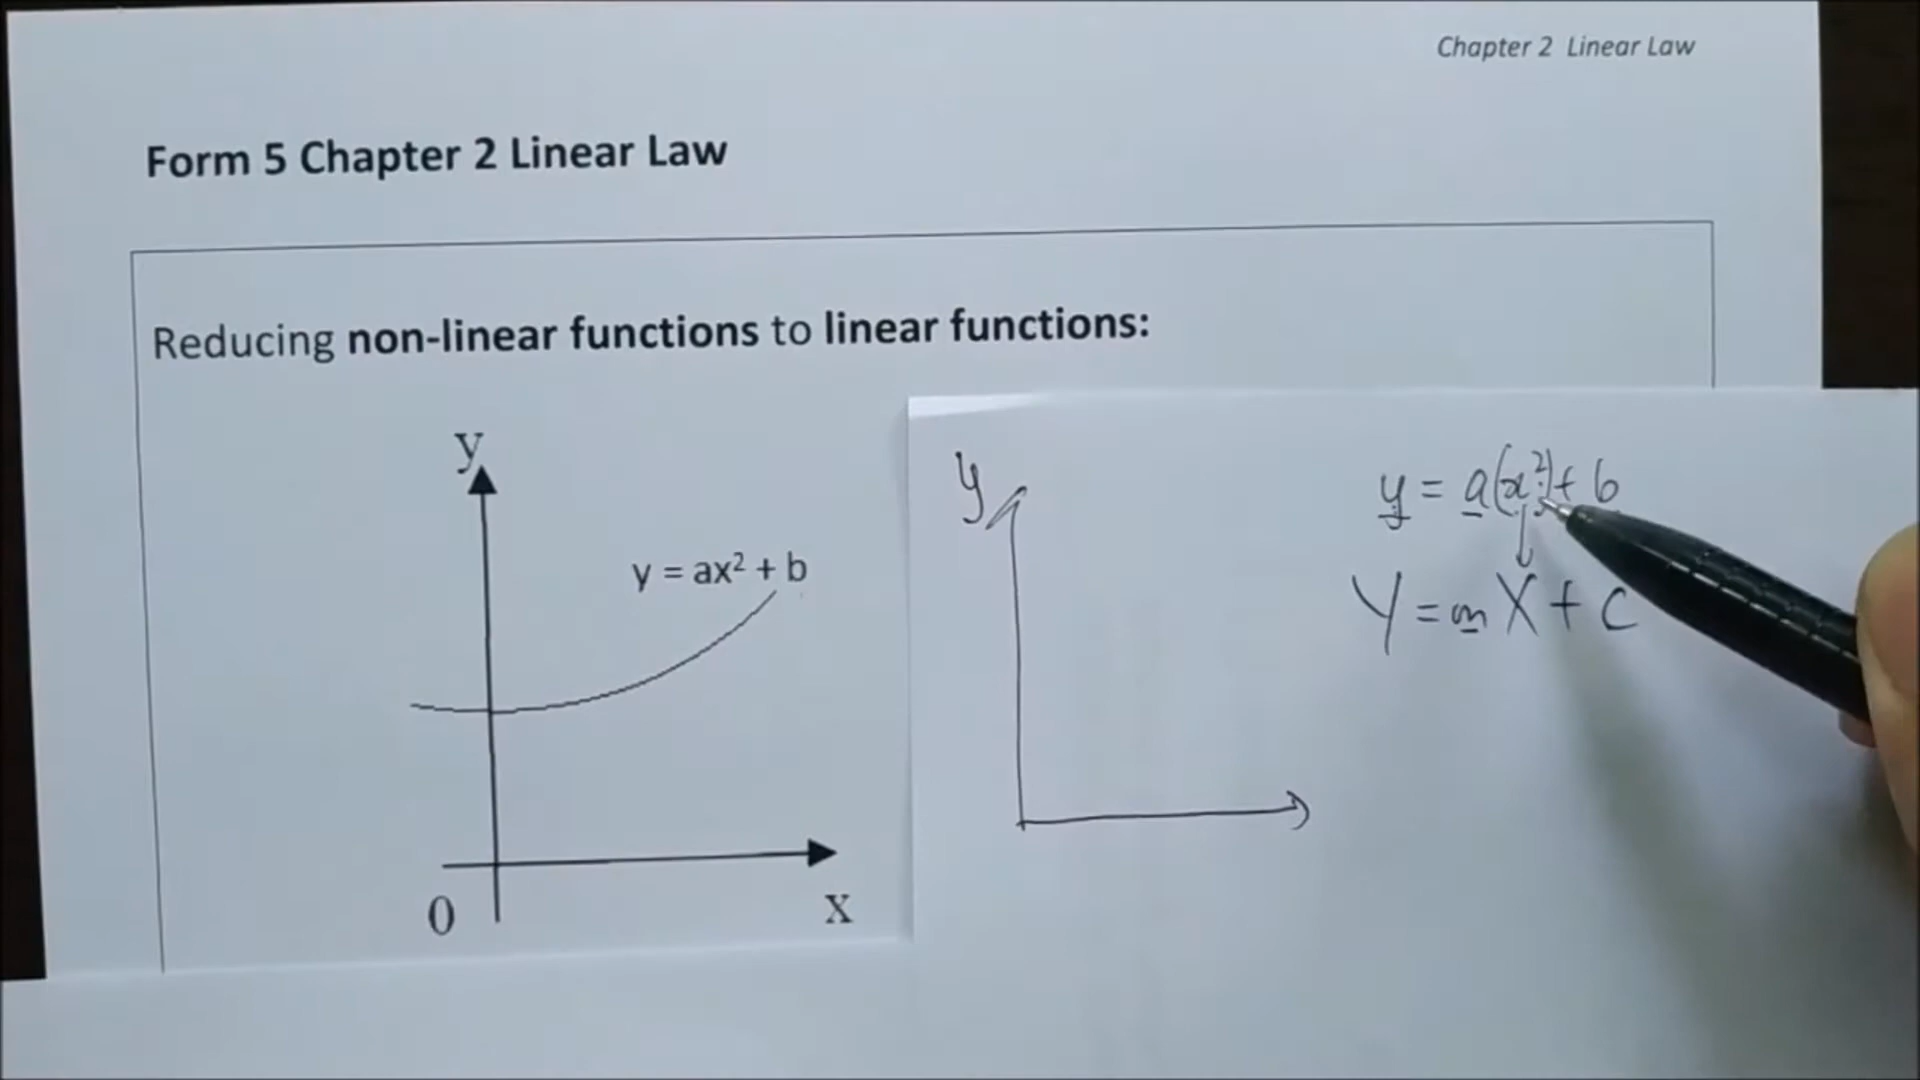 Chapter 2 Linear Law
Form 5 Chapter 2 Linear Law
Reducing non-linear functions to linear functions:
y
y = ax² + b
0
x
y
y = a(x²) + b
Y = mX + C